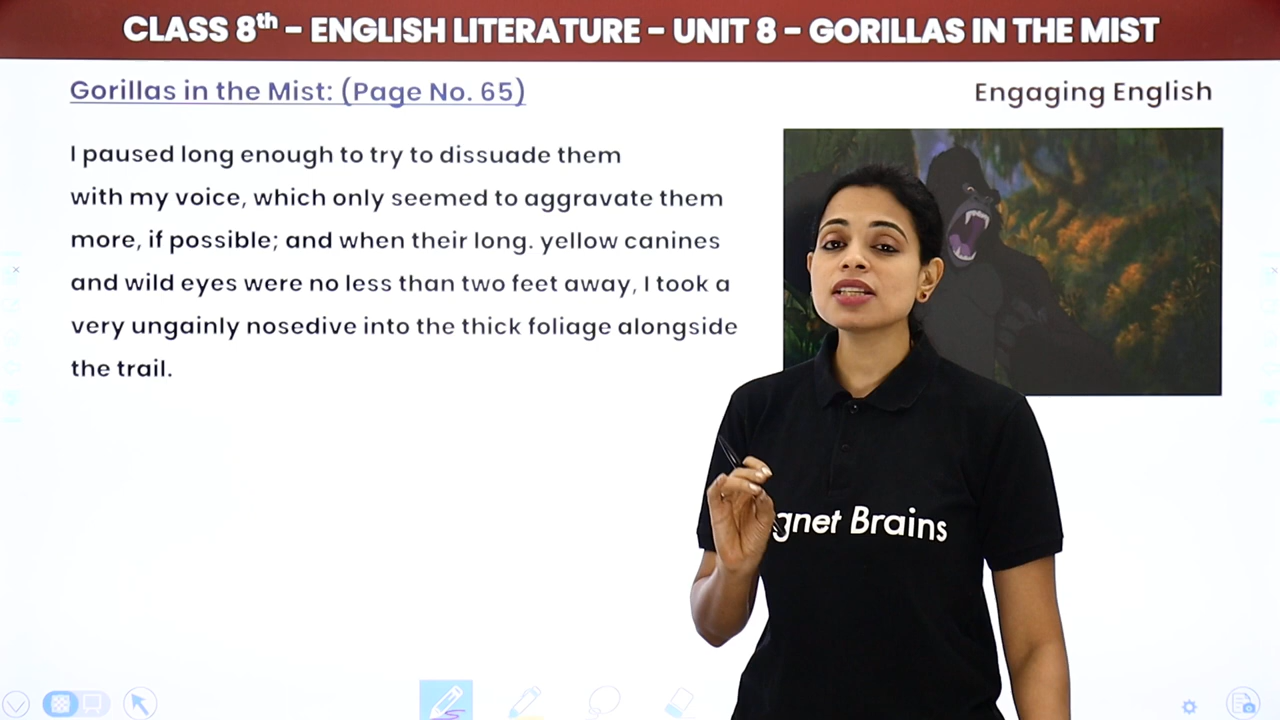 CLASS 8th – ENGLISH LITERATURE – UNIT 8 – GORILLAS IN THE MIST
Gorillas in the Mist: (Page No. 65)
Engaging English
I paused long enough to try to dissuade them
with my voice, which only seemed to aggravate them
more, if possible; and when their long. yellow canines
and wild eyes were no less than two feet away, I took a
very ungainly nosedive into the thick foliage alongside
the trail.
gnet Brains